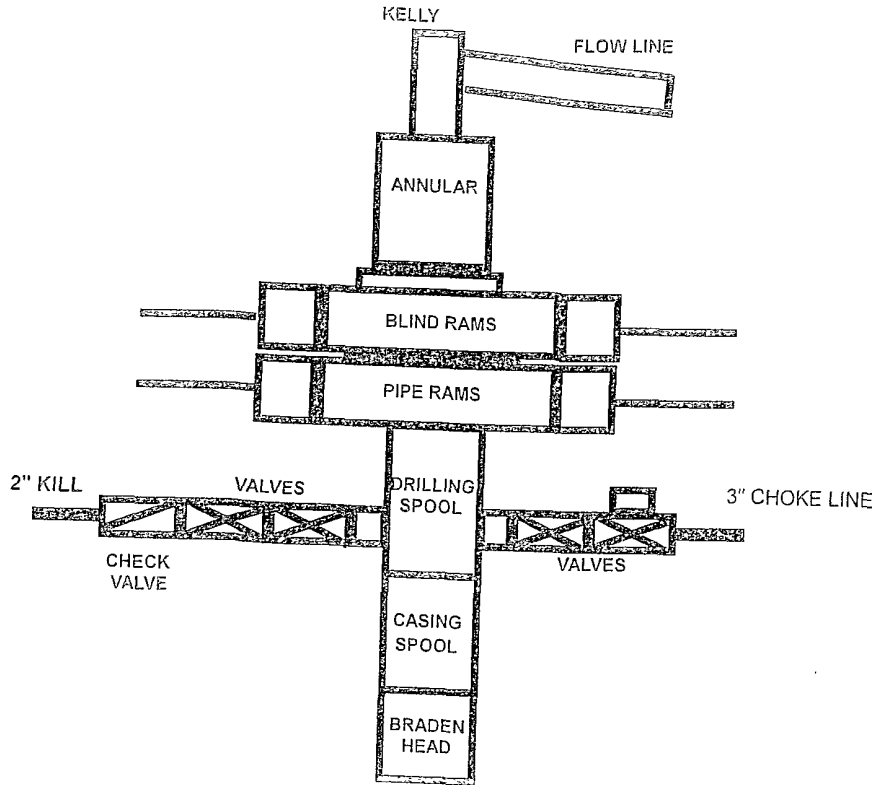 KELLY
FLOW LINE
ANNULAR
BLIND RAMS
PIPE RAMS
2" KILL
VALVES
DRILLING
SPOOL
3" CHOKE LINE
CHECK
VALVE
VALVES
CASING
SPOOL
BRADEN
HEAD